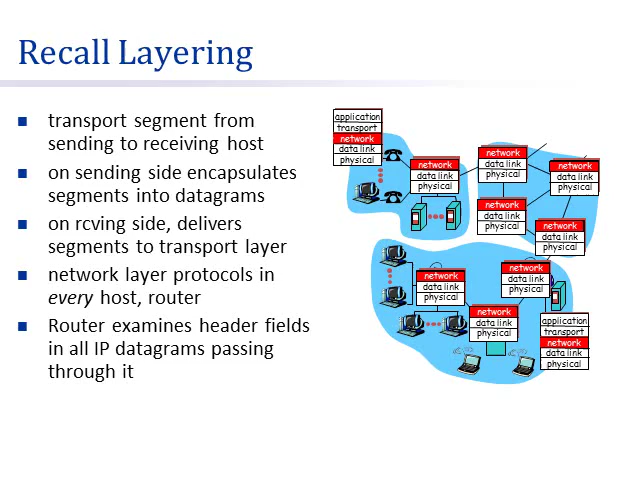 Recall Layering
transport segment from
sending to receiving host
on sending side encapsulates
segments into datagrams
on rcving side, delivers
segments to transport layer
network layer protocols in
every host, router
Router examines header fields
in all IP datagrams passing
through it
application
transport
network
data link
physical
network
data link
physical
network
data link
physical
network
data link
physical
network
data link
physical
network
data link
physical
network
data link
physical
network
data link
physical
network
data link
physical
application
transport
network
data link
physical